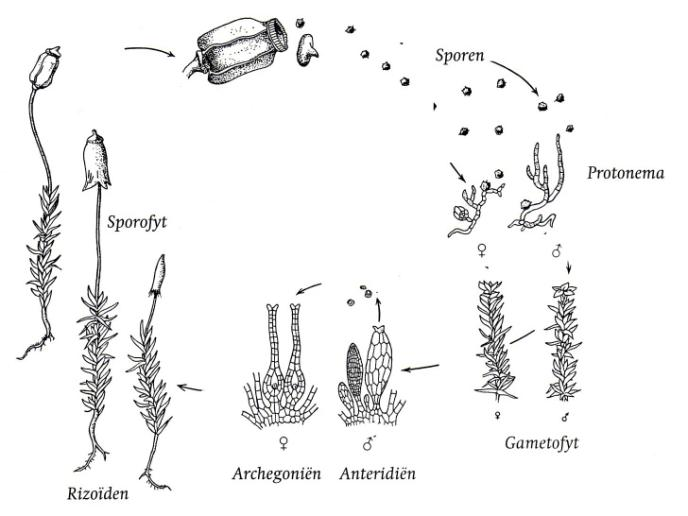 Sporen
Protonema
Sporofyt
♀ ♂
♀ ♂
Gametofyt
♀ ♂
Archegoniën Anteridiën
Rizoïden